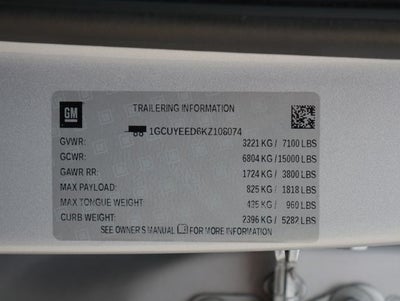 GM
TRAILERING INFORMATION
1GCUYEED6KZ106074
GVWR: 3221 KG / 7100 LBS
GCWR: 6804 KG / 15000 LBS
GAWR RR: 1724 KG / 3800 LBS
MAX PAYLOAD: 825 KG / 1818 LBS
MAX TONGUE WEIGHT: 435 KG / 960 LBS
CURB WEIGHT: 2396 KG / 5282 LBS
SEE OWNER'S MANUAL FOR MORE INFORMATION